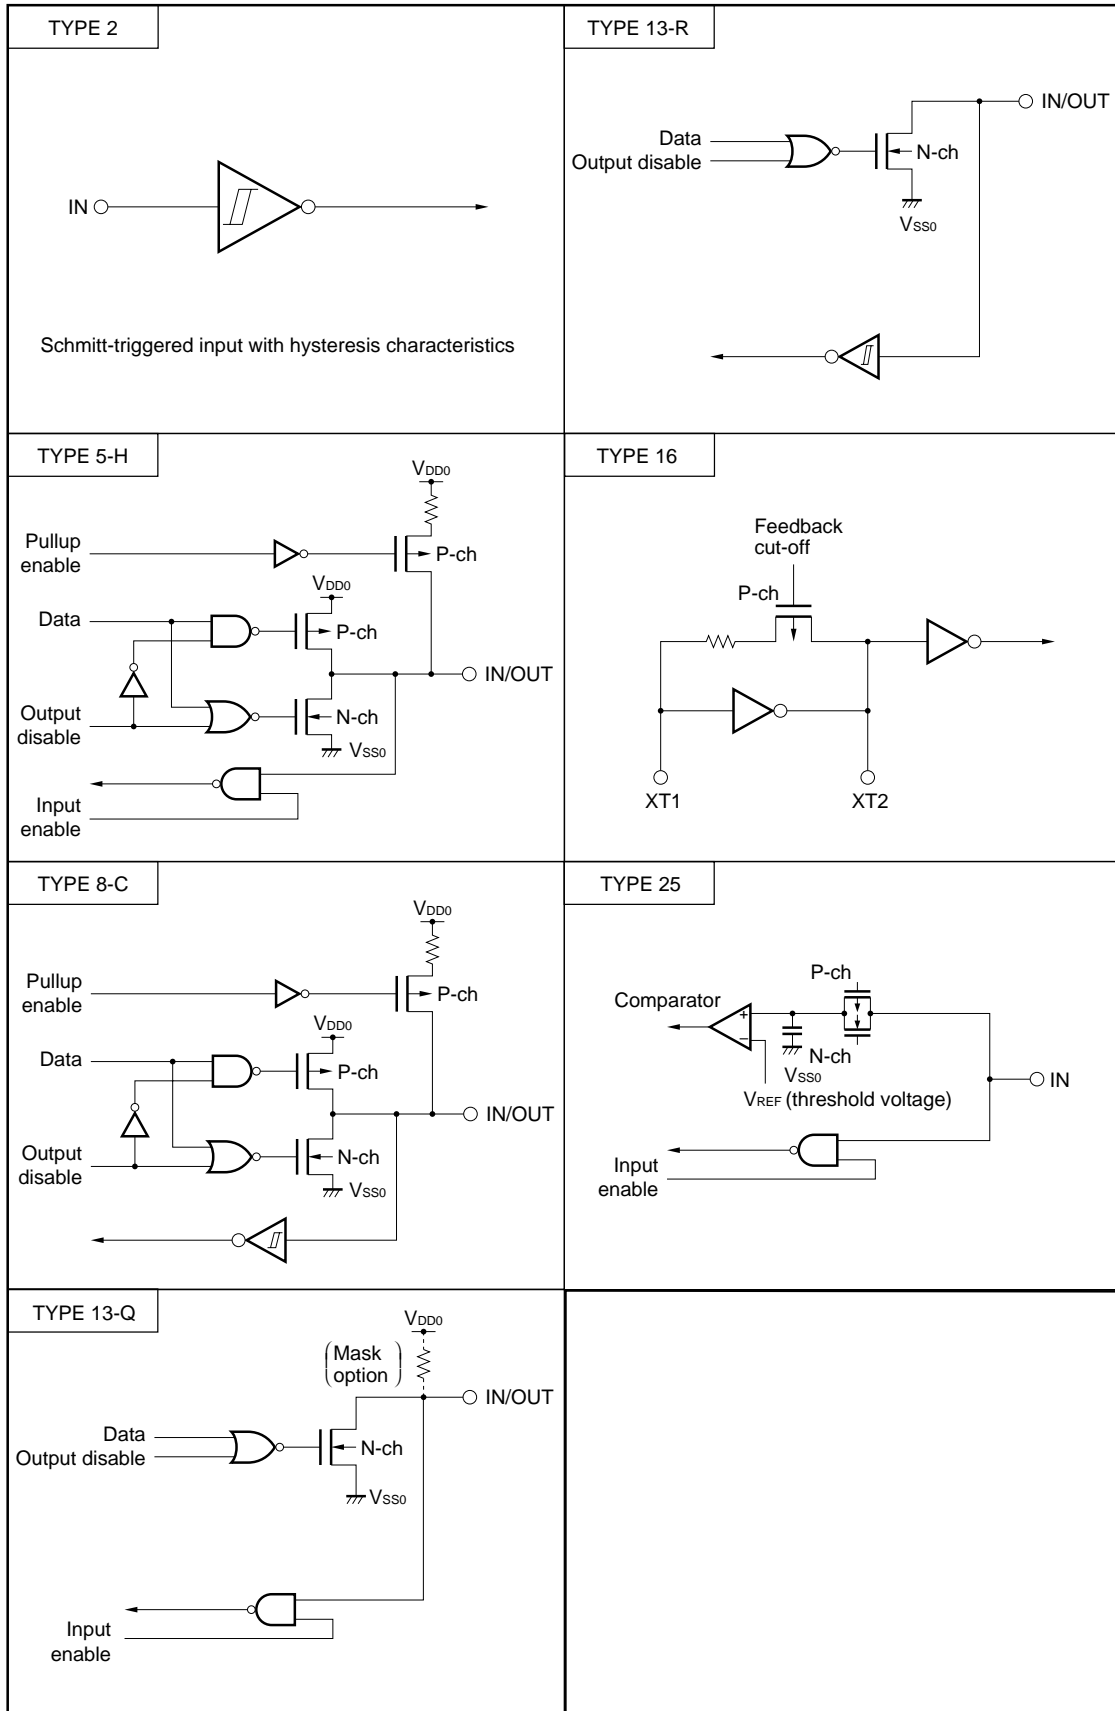 TYPE 2
IN
Schmitt-triggered input with hysteresis characteristics
TYPE 13-R
Data
Output disable
IN/OUT
N-ch
VSS0
TYPE 5-H
VDD0
Pullup
enable
P-ch
VDD0
Data
P-ch
IN/OUT
Output
disable
N-ch
VSS0
Input
enable
TYPE 16
Feedback
cut-off
P-ch
XT1
XT2
TYPE 8-C
VDD0
Pullup
enable
P-ch
VDD0
Data
P-ch
IN/OUT
Output
disable
N-ch
VSS0
TYPE 25
P-ch
Comparator
+
−
N-ch
VSS0
IN
VREF (threshold voltage)
Input
enable
TYPE 13-Q
VDD0
(Mask
option)
IN/OUT
Data
Output disable
N-ch
VSS0
Input
enable